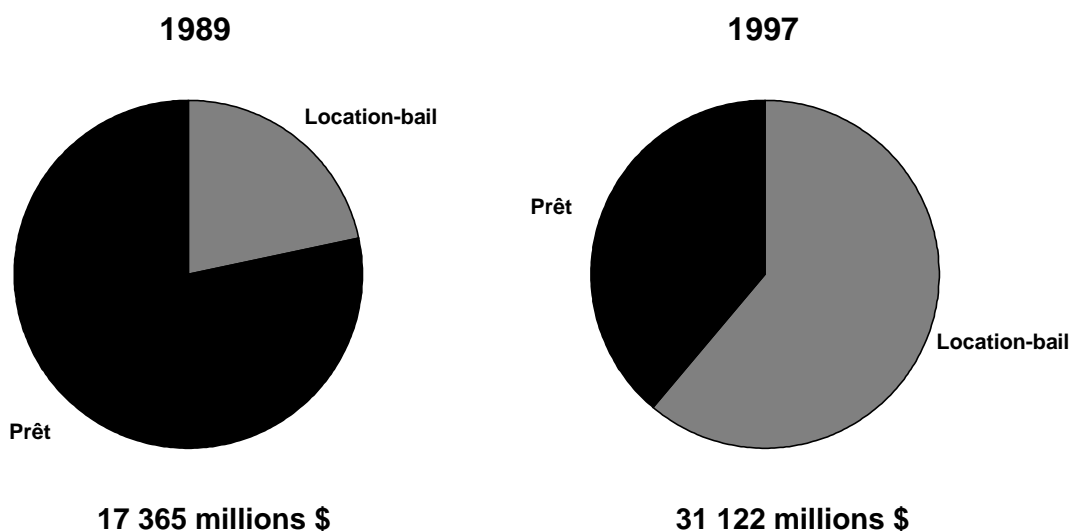 1989
Location-bail
Prêt
17 365 millions $
1997
Prêt
Location-bail
31 122 millions $